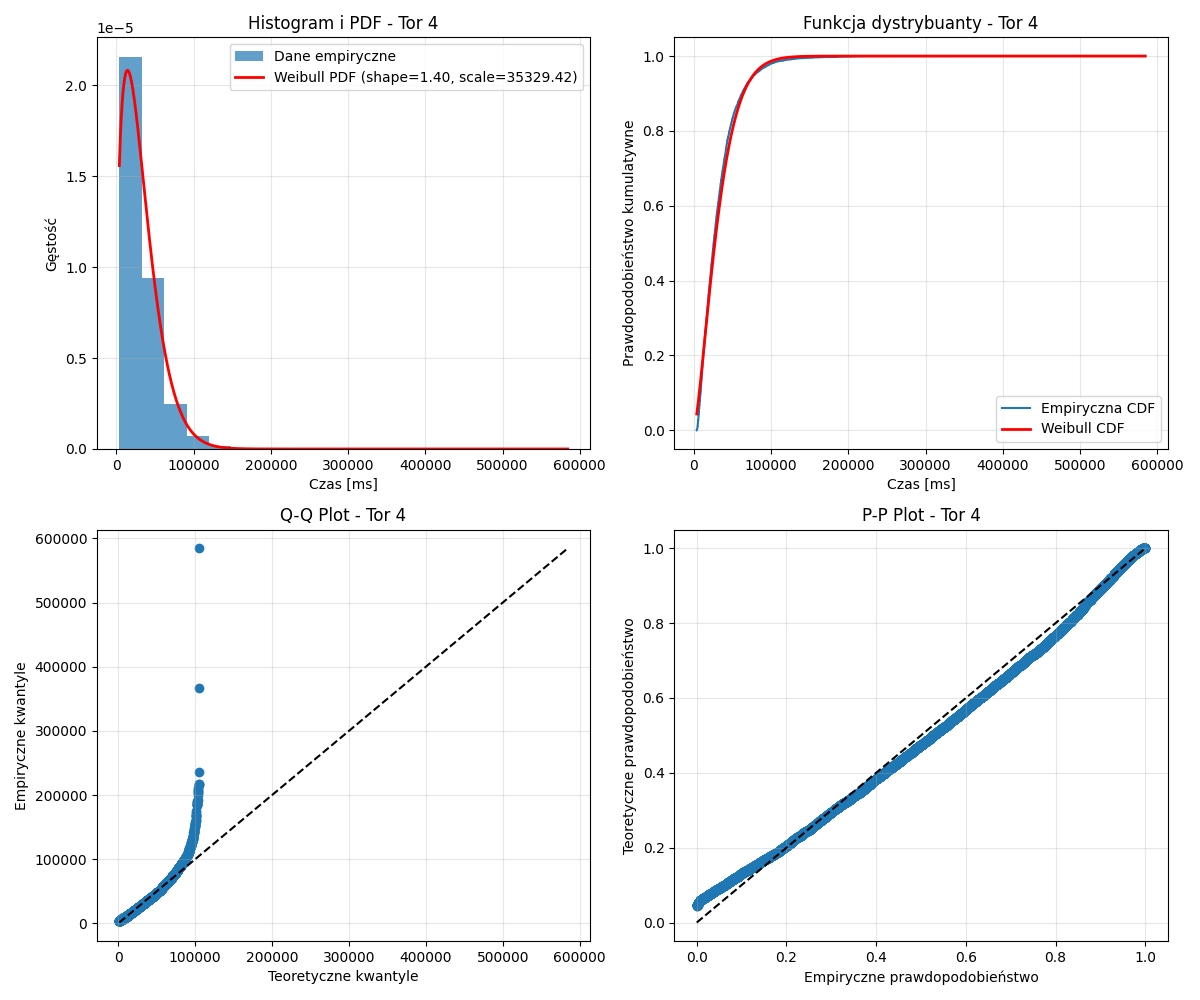 Histogram i PDF - Tor 4
1e−5
Dane empiryczne
Weibull PDF (shape=1.40, scale=35329.42)
Gęstość
2.0
1.5
1.0
0.5
0.0
0 100000 200000 300000 400000 500000 600000
Czas [ms]
Funkcja dystrybuanty - Tor 4
Prawdopodobieństwo kumulatywne
1.0
0.8
0.6
0.4
0.2
0.0
Empiryczna CDF
Weibull CDF
0 100000 200000 300000 400000 500000 600000
Czas [ms]
Q-Q Plot - Tor 4
Empiryczne kwantyle
600000
500000
400000
300000
200000
100000
0
0 100000 200000 300000 400000 500000 600000
Teoretyczne kwantyle
P-P Plot - Tor 4
Teoretyczne prawdopodobieństwo
1.0
0.8
0.6
0.4
0.2
0.0
0.0 0.2 0.4 0.6 0.8 1.0
Empiryczne prawdopodobieństwo